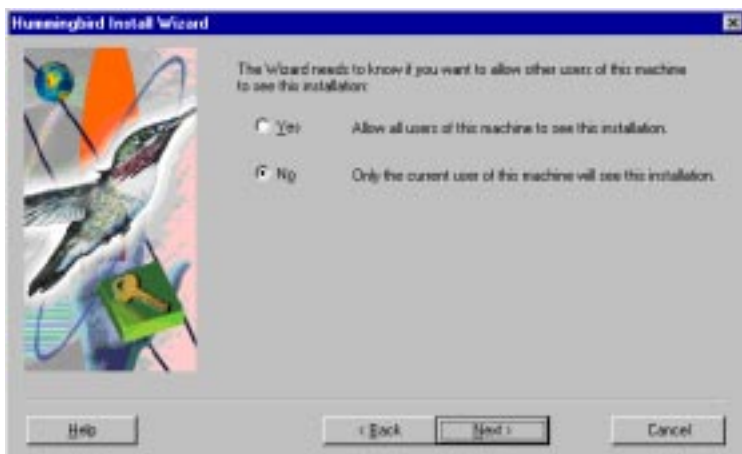 Hummingbird Install Wizard
The Wizard needs to know if you want to allow other users of this machine
to see this installation:
Yes Allow all users of this machine to see this installation.
No Only the current user of this machine will see this installation.
Help < Back Next > Cancel